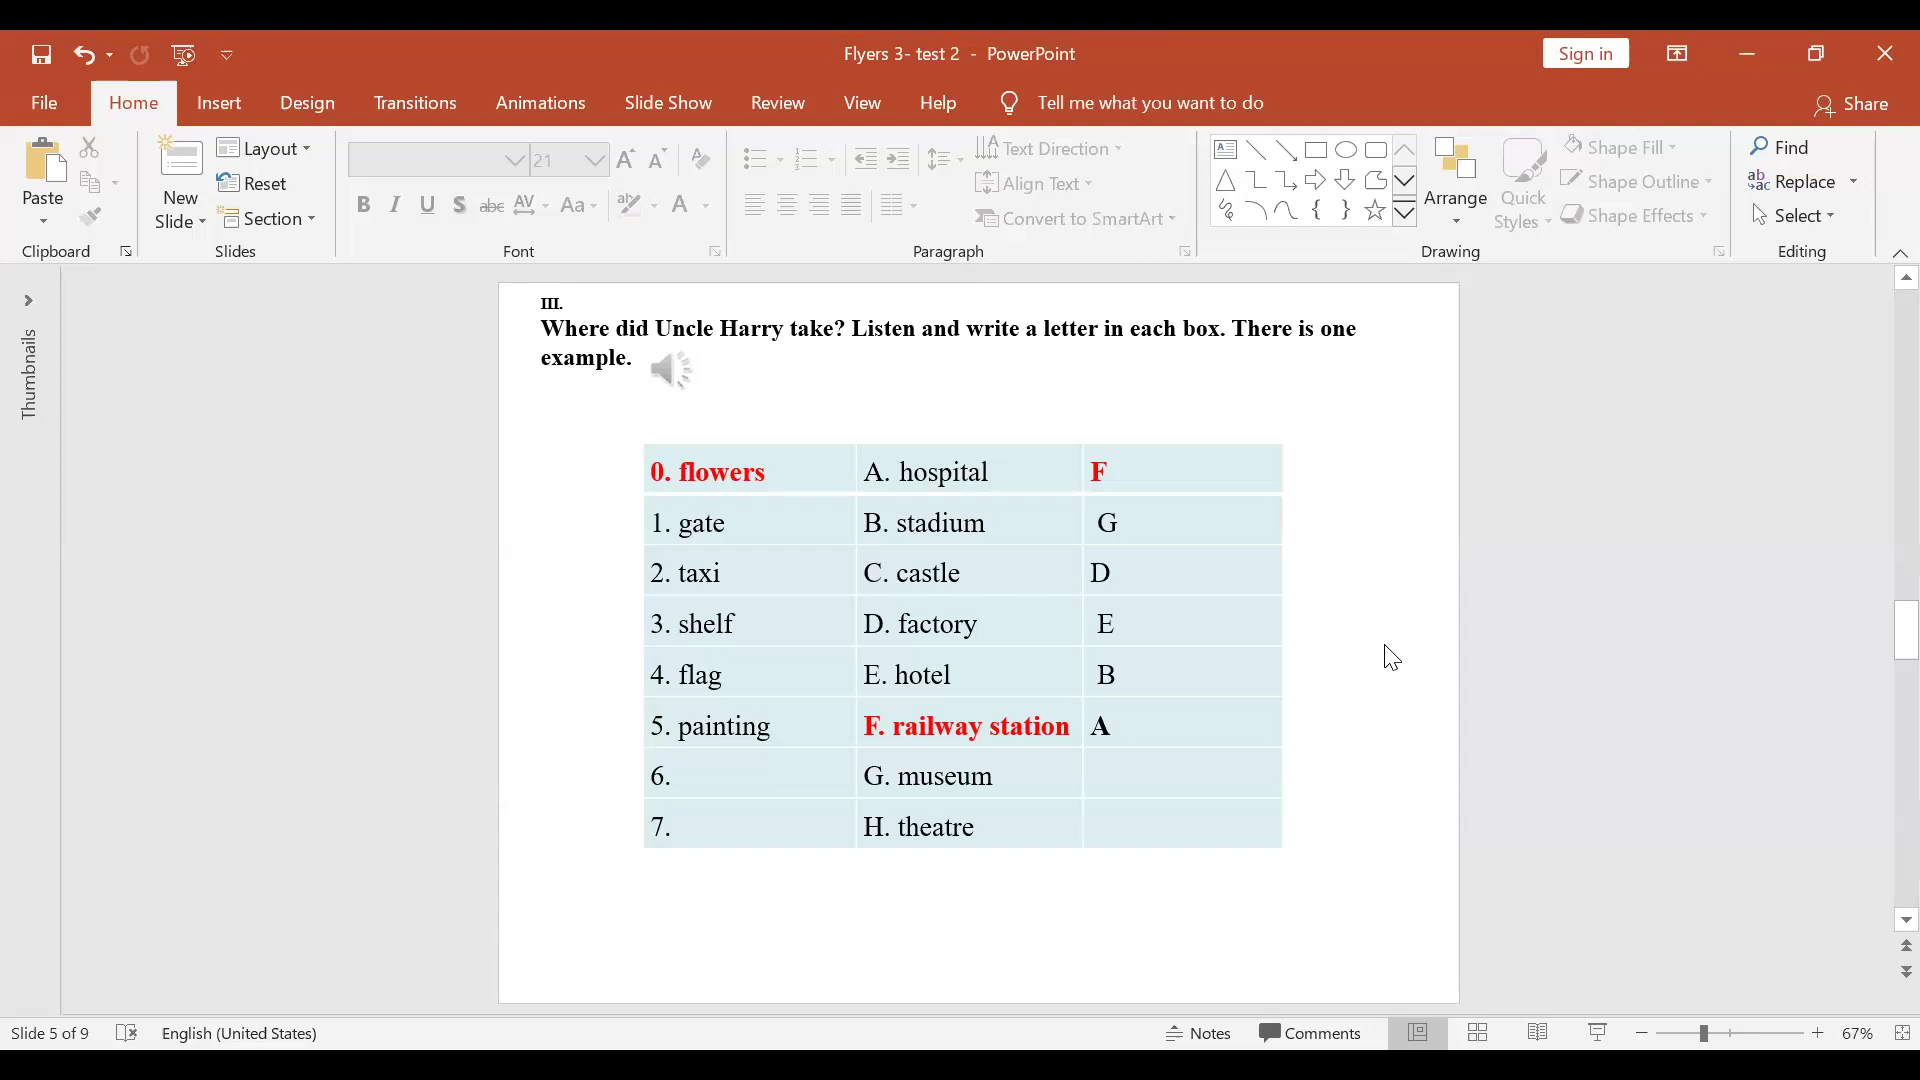 Flyers 3- test 2 - PowerPoint
Sign in
File Home Insert Design Transitions Animations Slide Show Review View Help Tell me what you want to do Share
Paste
New Slide
Layout
Reset
Section
21
B I U S abc AV Aa A
Text Direction
Align Text
Convert to SmartArt
Arrange
Quick Styles
Shape Fill
Shape Outline
Shape Effects
Find
Replace
Select
Clipboard Slides Font Paragraph Drawing Editing
Thumbnails
III.
Where did Uncle Harry take? Listen and write a letter in each box. There is one
example.
0. flowers A. hospital F
1. gate B. stadium G
2. taxi C. castle D
3. shelf D. factory E
4. flag E. hotel B
5. painting F. railway station A
6. G. museum
7. H. theatre
Slide 5 of 9 English (United States) Notes Comments 67%